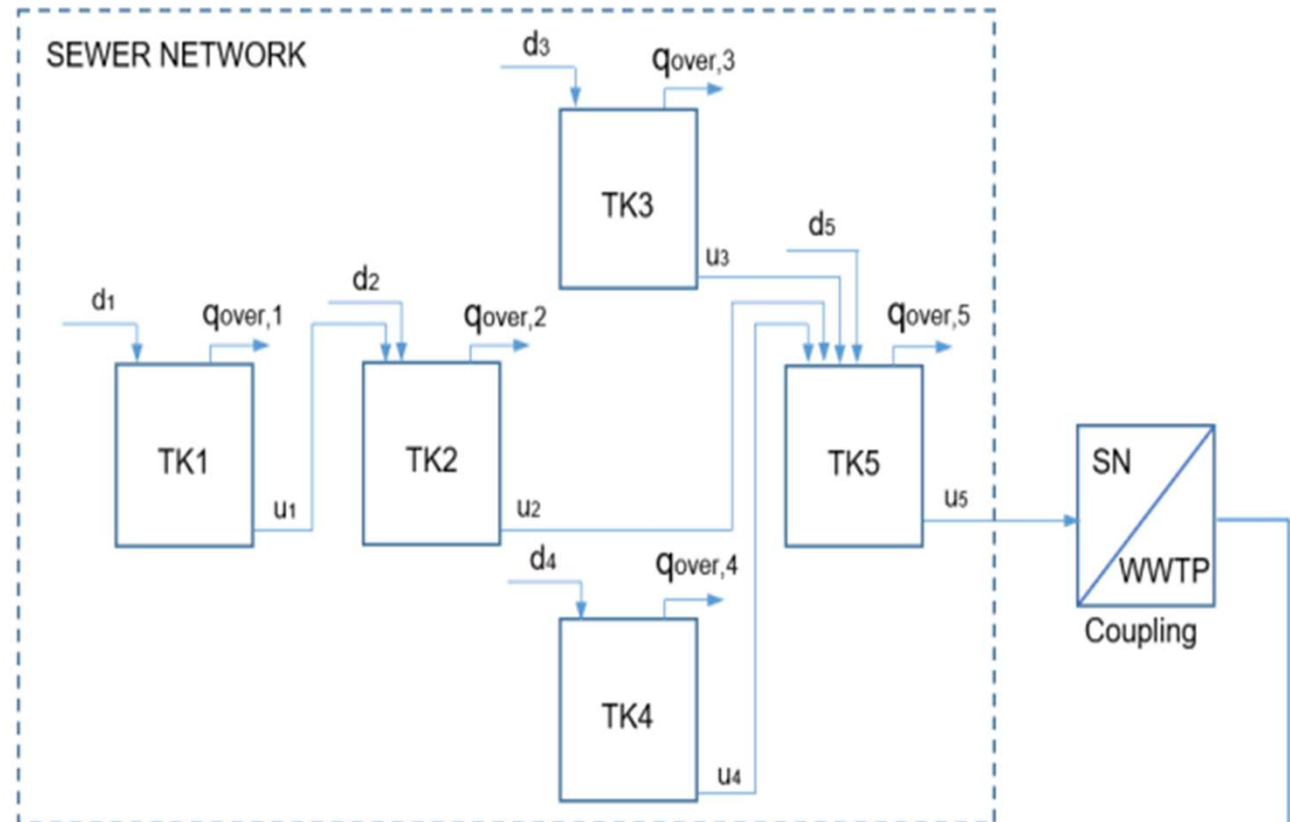 SEWER NETWORK
d3
qover,3
TK3
u3
d5
d1
qover,1
d2
qover,2
qover,5
TK1
TK2
TK5
u1
u2
u5
SN
WWTP
Coupling
d4
qover,4
TK4
u4